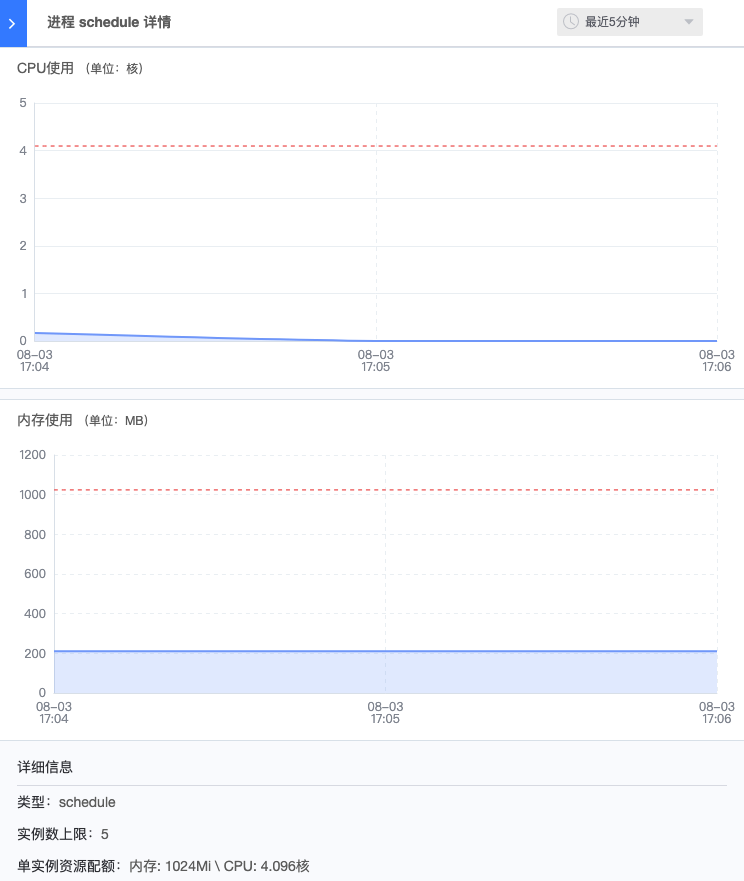 进程 schedule 详情
最近5分钟
CPU使用 （单位：核）
5
4
3
2
1
0
08-03 08-03 08-03
17:04 17:05 17:06
内存使用 （单位：MB）
1200
1000
800
600
400
200
0
08-03 08-03 08-03
17:04 17:05 17:06
详细信息
类型：schedule
实例数上限：5
单实例资源配额：内存: 1024Mi \ CPU: 4.096核